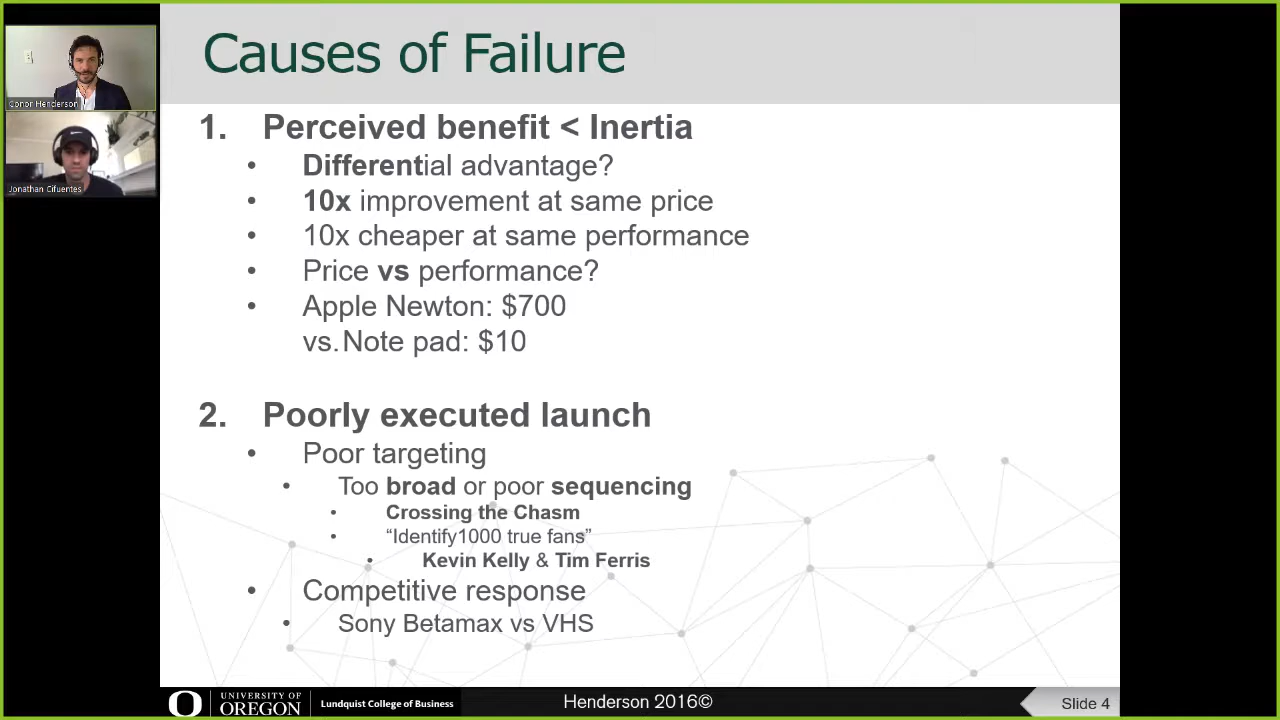 Causes of Failure
Conor Henderson
Jonathan Cifuentes
1. Perceived benefit < Inertia
• Differential advantage?
• 10x improvement at same price
• 10x cheaper at same performance
• Price vs performance?
• Apple Newton: $700
vs.Note pad: $10
2. Poorly executed launch
• Poor targeting
• Too broad or poor sequencing
• Crossing the Chasm
• “Identify1000 true fans”
• Kevin Kelly & Tim Ferris
• Competitive response
• Sony Betamax vs VHS
O UNIVERSITY OF
OREGON
Lundquist College of Business
Henderson 2016©
Slide 4